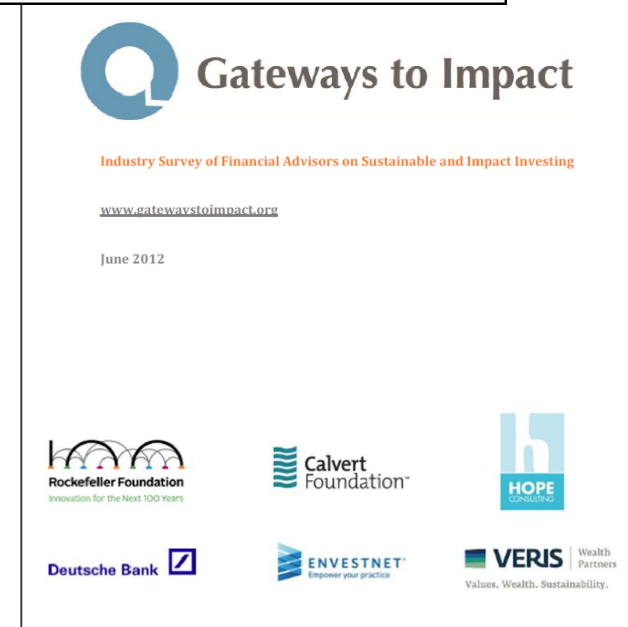 Gateways to Impact
Industry Survey of Financial Advisors on Sustainable and Impact Investing
www.gatewaystoimpact.org
June 2012
Rockefeller Foundation
Innovation for the Next 100 Years
Calvert
Foundation
h
HOPE
CONSULTING
Deutsche Bank
ENVESTNET
Empower your practice
VERIS
Wealth
Partners
Values. Wealth. Sustainability.